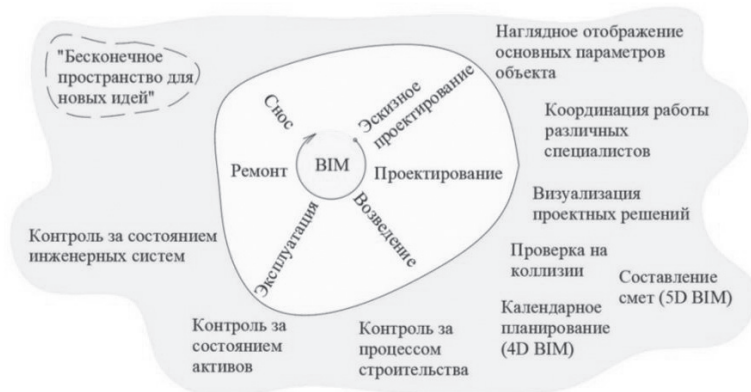 "Бесконечное
пространство для
новых идей"
Наглядное отображение
основных параметров
объекта
Координация работы
различных
специалистов
Визуализация
проектных решений
Проверка на
коллизии
Составление
смет (5D BIM)
Календарное
планирование
(4D BIM)
Контроль за
процессом
строительства
Контроль за
состоянием
активов
Контроль за состоянием
инженерных систем
BIM
Эскизное
проектирование
Проектирование
Возведение
Эксплуатация
Ремонт
Снос